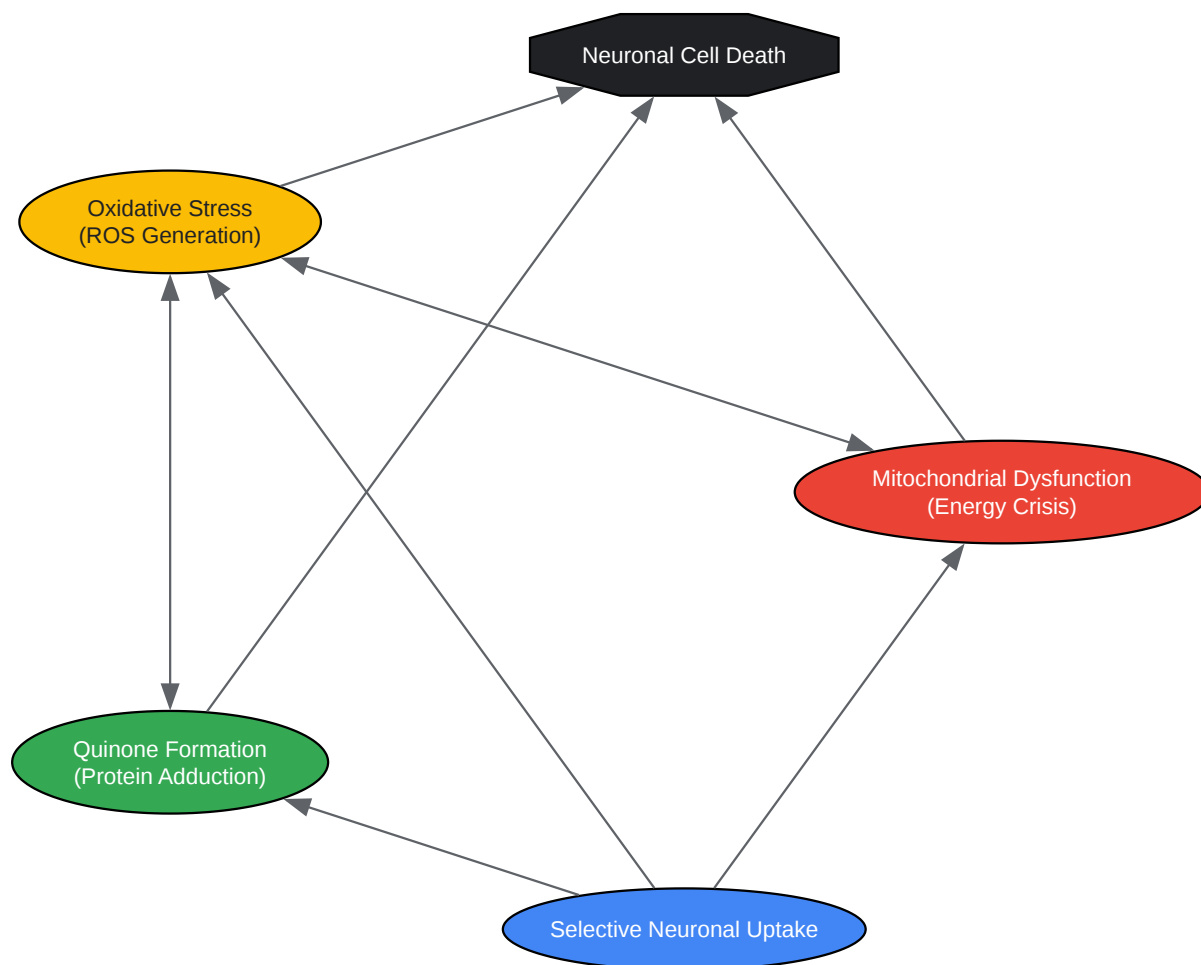 Neuronal Cell Death
Oxidative Stress
(ROS Generation)
Mitochondrial Dysfunction
(Energy Crisis)
Quinone Formation
(Protein Adduction)
Selective Neuronal Uptake